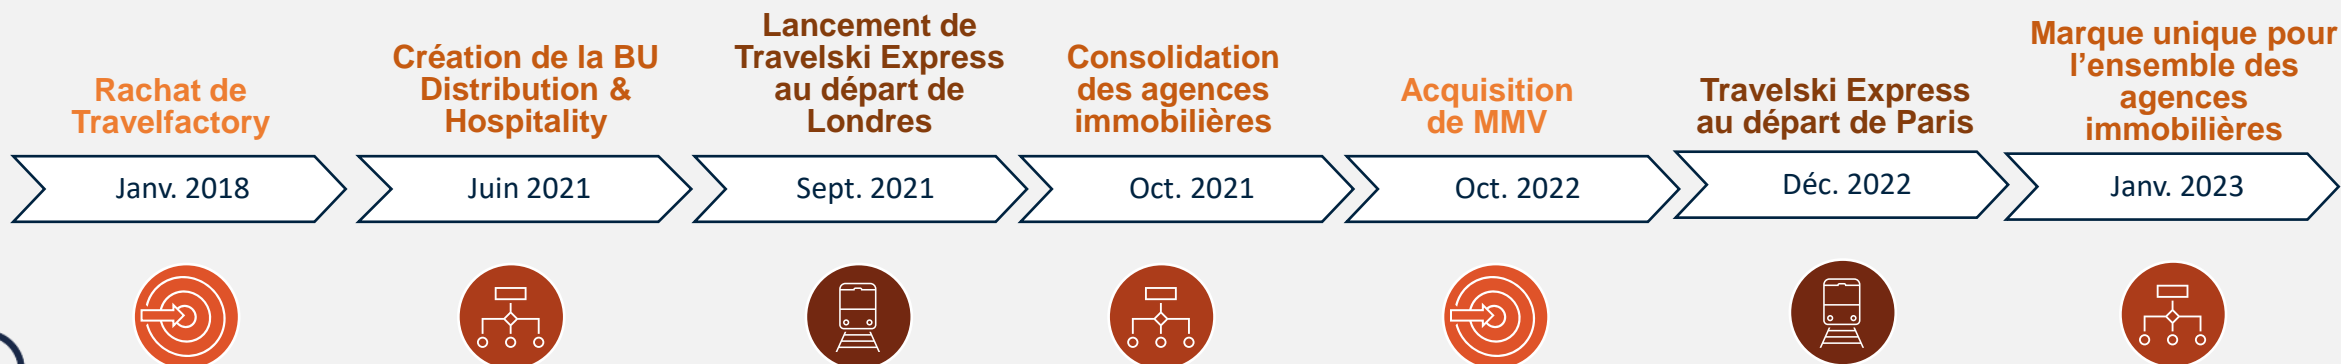 Rachat de
Travelfactory
Janv. 2018
Création de la BU
Distribution &
Hospitality
Juin 2021
Lancement de
Travelski Express
au départ de
Londres
Sept. 2021
Consolidation
des agences
immobilières
Oct. 2021
Acquisition
de MMV
Oct. 2022
Travelski Express
au départ de Paris
Déc. 2022
Marque unique pour
l’ensemble des
agences
immobilières
Janv. 2023